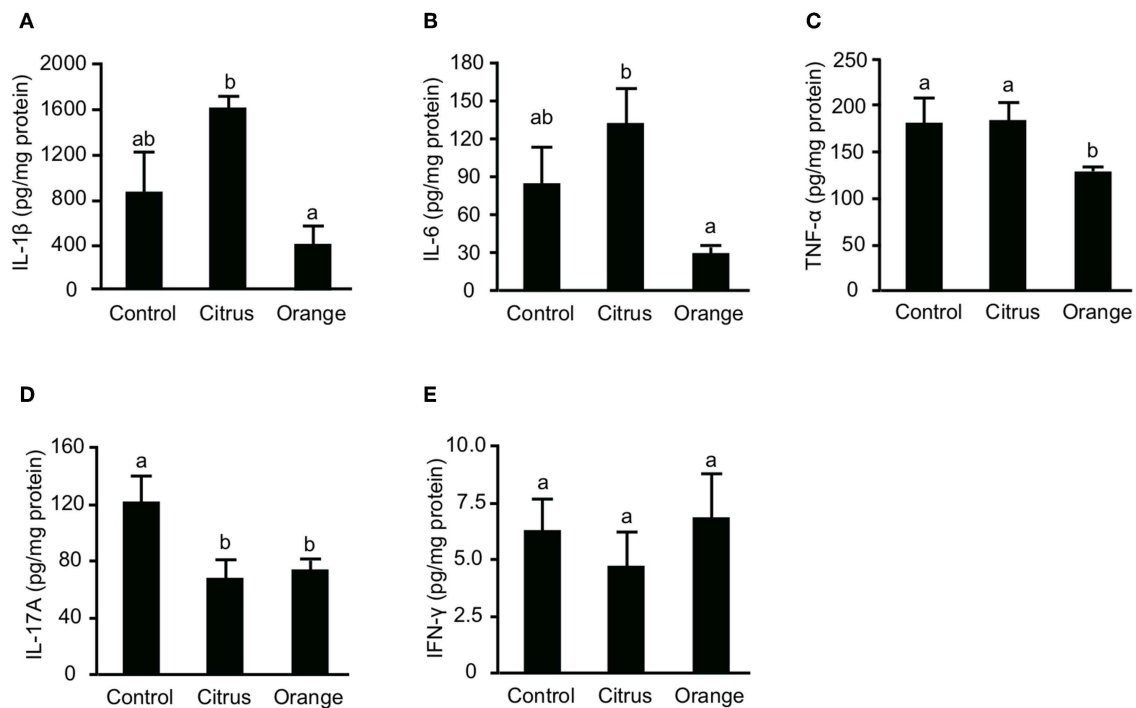 A
IL-1β (pg/mg protein)
2000
1600
1200
800
400
0
ab
b
a
Control Citrus Orange
B
IL-6 (pg/mg protein)
180
150
120
90
60
30
0
ab
b
a
Control Citrus Orange
C
TNF-α (pg/mg protein)
250
200
150
100
50
0
a
a
b
Control Citrus Orange
D
IL-17A (pg/mg protein)
160
120
80
40
0
a
b
b
Control Citrus Orange
E
IFN-γ (pg/mg protein)
10.0
7.5
5.0
2.5
0
a
a
a
Control Citrus Orange